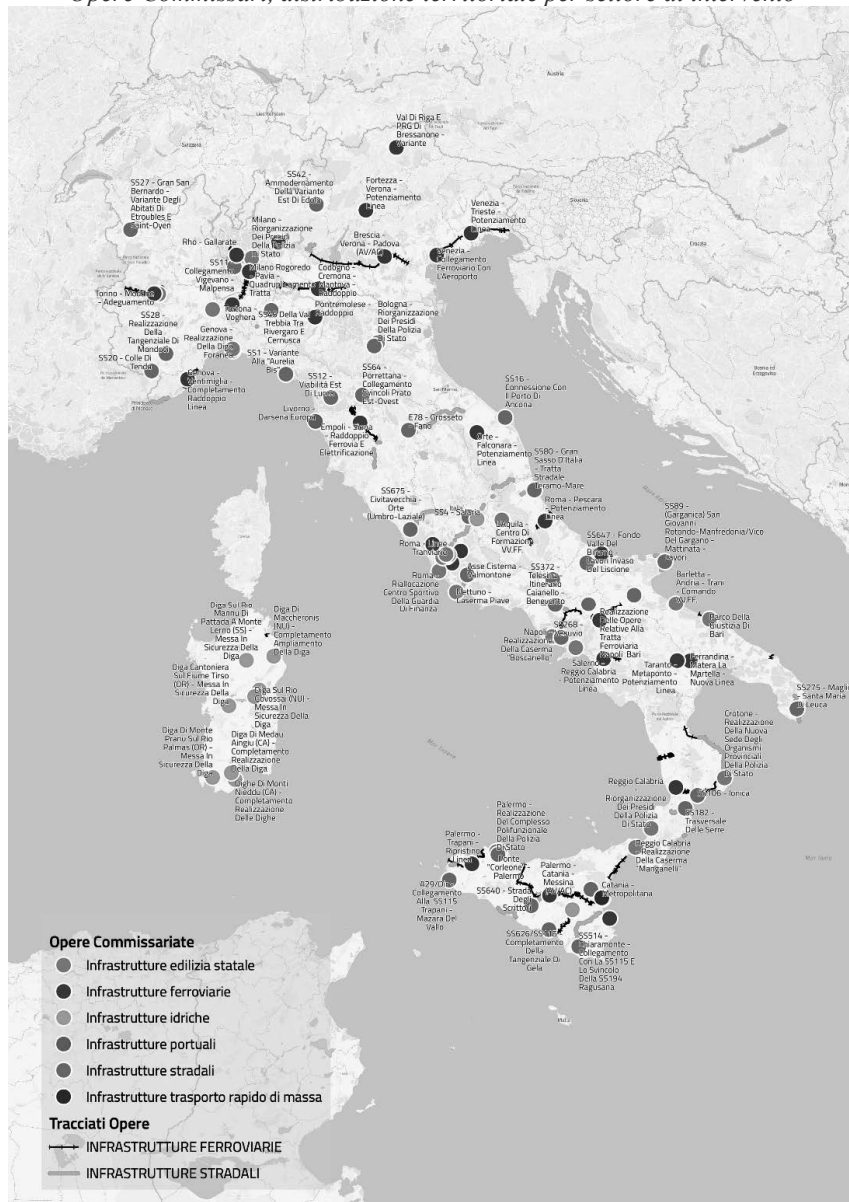 Opere Commissari, distribuzione territoriale per settore di intervento
Val Di Riga E
PRG Di
Bressanone -
Variante
SS27 - Gran San
Bernardo -
Variante Degli
Abitati Di
Etroubles E
Saint-Oyen
SS42 -
Ammodernamento
Della Variante
Est Di Edolo
Fortezza -
Verona -
Potenziamento
Linea
Venezia -
Trieste -
Potenziamento
Linea
Milano -
Riorganizzazione
Dei Presidi
Della Polizia
Di Stato
Rho - Gallarate
Brescia -
Verona - Padova
(AV/AC)
Venezia -
Collegamento
Ferroviario Con
L'Aeroporto
SS11 -
Collegamento
Vigevano -
Malpensa
Milano Rogoredo
- Pavia -
Quadruplicamento
Tratta
Codogno -
Cremona -
Mantova -
Raddoppio
Torino -
- Adeguamento
Voghera
Pontremolese -
Raddoppio
Bologna -
Riorganizzazione
Dei Presidi
Della Polizia
Di Stato
SS28 -
Realizzazione
Della
Tangenziale Di
Mondovì
Genova -
Realizzazione
Della Diga
Foranea
SS45 Della Val
Trebbia Tra
Rivergaro E
Cernusca
SS20 - Colle Di
Tenda
SS1 - Variante
Alla "Aurelia
Bis"
SS12 -
Viabilità Est
Di Lucca
SS64 -
Porrettana -
Collegamento
Svincoli Prato
Est-Ovest
SS16 -
Connessione Con
Il Porto Di
Ancona
Genova -
Ventimiglia -
Completamento
Raddoppio
Linea
Livorno -
Darsena Europa
Empoli - Siena
- Raddoppio
Ferrovia E
Elettrificazione
E78 - Grosseto
- Fano
Orte -
Falconara -
Potenziamento
Linea
SS80 - Gran
Sasso D'Italia
- Tratta
Stradale
Teramo-Mare
SS675 -
Civitavecchia -
Orte
(Umbro-Laziale)
SS4 - Salaria
Roma - Pescara
- Potenziamento
Linea
SS89 -
(Garganica) San
Giovanni
Rotondo-Manfredonia/Vico
Del Gargano -
Mattinata -
Lavori
L'Aquila -
Centro Di
Formazione
VV.FF.
SS647 - Fondo
Valle Del
Biferno
Lavori Invaso
Del Liscione
Roma - Linee
Tranviarie
Asse Cisterna -
Valmontone
SS372 -
Telesina -
Itinerario
Caianello -
Benevento
Barletta -
Andria - Trani
- Comando
VV.FF.
Roma -
Riallocazione
Centro Sportivo
Della Guardia
Di Finanza
Nettuno -
Caserma Piave
Realizzazione
Delle Opere
Relative Alla
Tratta
Ferroviaria
Napoli Bari
Parco Della
Giustizia Di
Bari
SS268 -
Vesuvio
Napoli -
Realizzazione
Della Caserma
"Boscariello"
Salerno -
Reggio Calabria
- Potenziamento
Linea
Taranto -
Metaponto -
Potenziamento
Linea
Ferrandina -
Matera La
Martella -
Nuova Linea
SS275 - Maglie
- Santa Maria
Di Leuca
Diga Sul Rio
Mannu Di
Pattada A Monte
Lerno (SS) -
Messa In
Sicurezza Della
Diga
Diga Di
Maccheronis
(NU) -
Completamento
Ampliamento
Della Diga
Diga Cantoniera
Sul Fiume Tirso
(OR) - Messa In
Sicurezza Della
Diga
Diga Sul Rio
Govossai (NU) -
Messa In
Sicurezza Della
Diga
Diga Di Monte
Pranu Sul Rio
Palmas (OR) -
Messa In
Sicurezza Della
Diga
Diga Di Medau
Aingiu (CA) -
Completamento
Realizzazione
Della Diga
Dighe Di Monti
Nieddu (CA) -
Completamento
Realizzazione
Delle Dighe
Crotone -
Realizzazione
Della Nuova
Sede Degli
Organismi
Provinciali
Della Polizia
Di Stato
Reggio Calabria
-
Riorganizzazione
Dei Presidi
Della Polizia
Di Stato
SS106 - Ionica
SS182 -
Trasversale
Delle Serre
Reggio Calabria
Realizzazione
Della Caserma
"Manganelli"
Palermo -
Realizzazione
Del Complesso
Polifunzionale
Della Polizia
Di Stato
Palermo -
Trapani -
Ripristino
Linea
Ponte
"Corleone" -
Palermo
Palermo -
Catania -
Messina
(AV/AC)
Catania -
Metropolitana
A29/Dir -
Collegamento
Alla SS115
Trapani -
Mazara Del
Vallo
SS640 - Strada
Degli
Scrittori
Completamento
Della
Tangenziale Di
Gela
SS514 -
Chiaramonte -
Collegamento
Con La SS115 E
Lo Svincolo
Della SS194
Ragusana
Opere Commissariate
Infrastrutture edilizia statale
Infrastrutture ferroviarie
Infrastrutture idriche
Infrastrutture portuali
Infrastrutture stradali
Infrastrutture trasporto rapido di massa
Tracciati Opere
INFRASTRUTTURE FERROVIARIE
INFRASTRUTTURE STRADALI